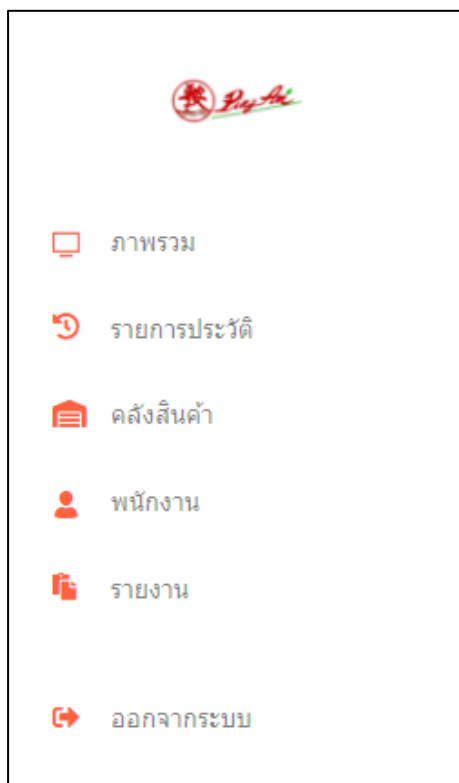 ภาพรวม
รายการประวัติ
คลังสินค้า
พนักงาน
รายงาน
ออกจากระบบ